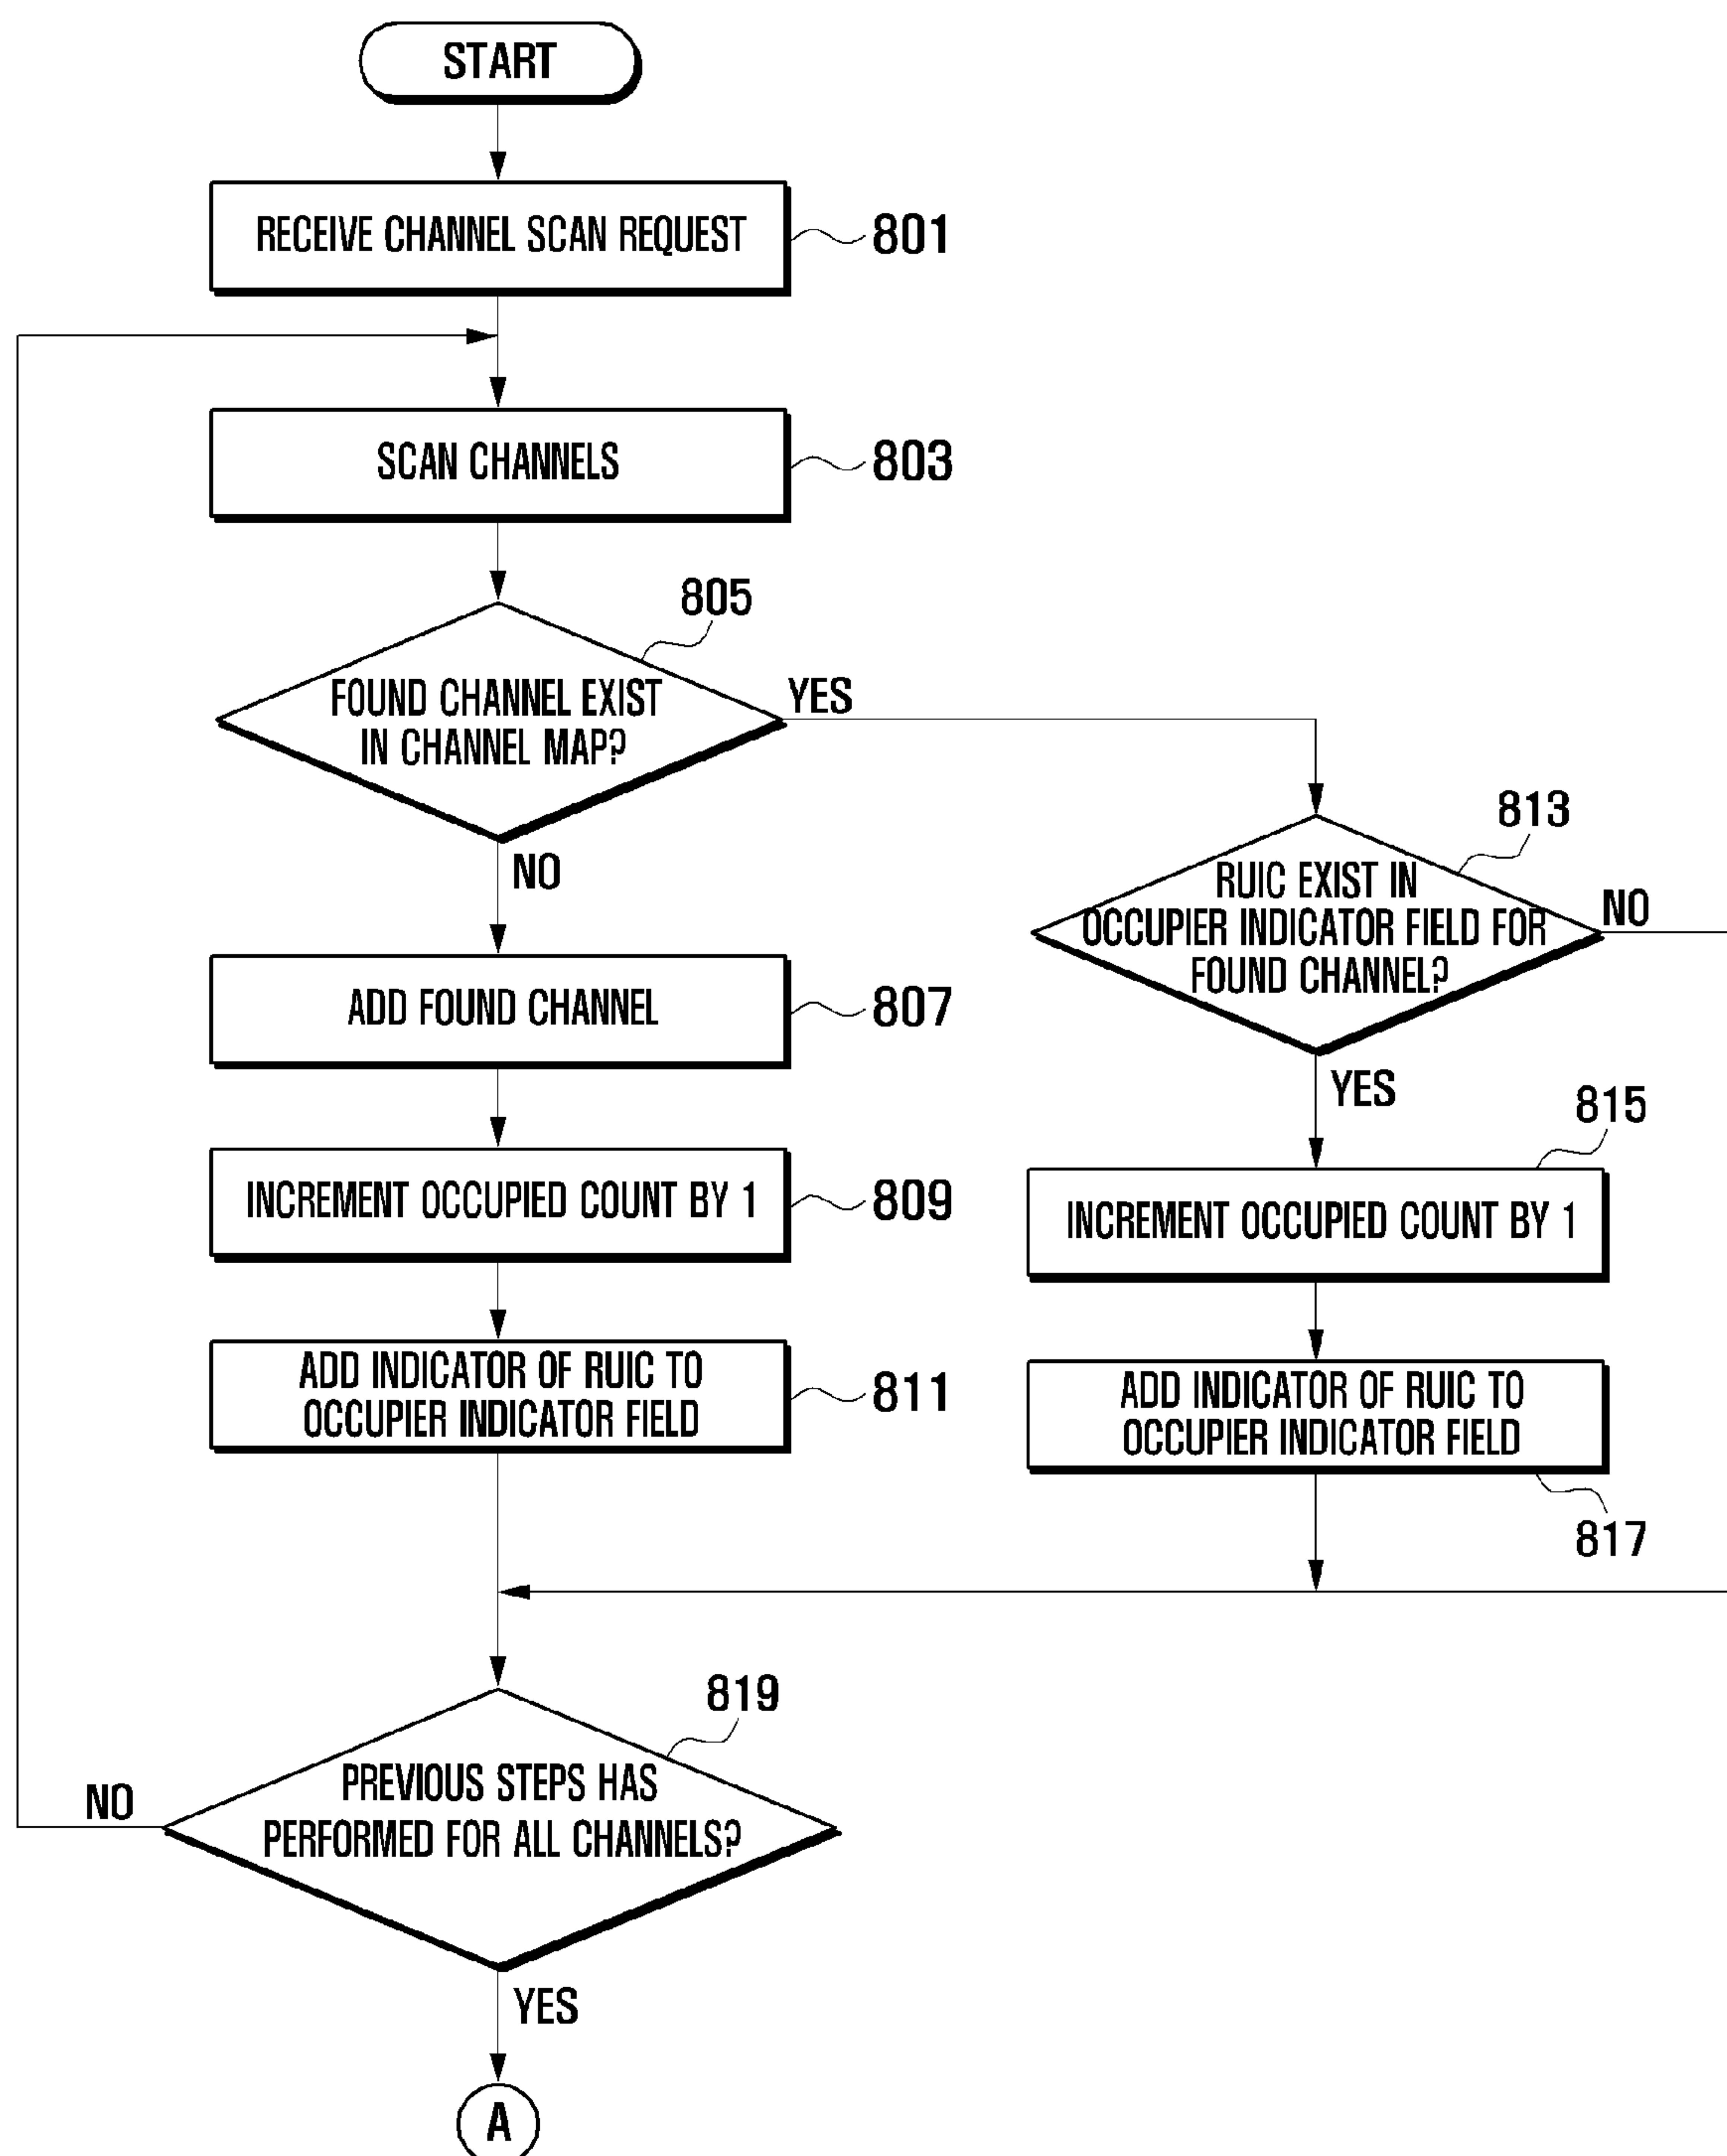 START
RECEIVE CHANNEL SCAN REQUEST
801
SCAN CHANNELS
803
805
FOUND CHANNEL EXIST
IN CHANNEL MAP?
YES
NO
813
RUIC EXIST IN
OCCUPIER INDICATOR FIELD FOR
FOUND CHANNEL?
NO
YES
ADD FOUND CHANNEL
807
INCREMENT OCCUPIED COUNT BY 1
809
815
INCREMENT OCCUPIED COUNT BY 1
ADD INDICATOR OF RUIC TO
OCCUPIER INDICATOR FIELD
811
ADD INDICATOR OF RUIC TO
OCCUPIER INDICATOR FIELD
817
819
PREVIOUS STEPS HAS
PERFORMED FOR ALL CHANNELS?
NO
YES
A